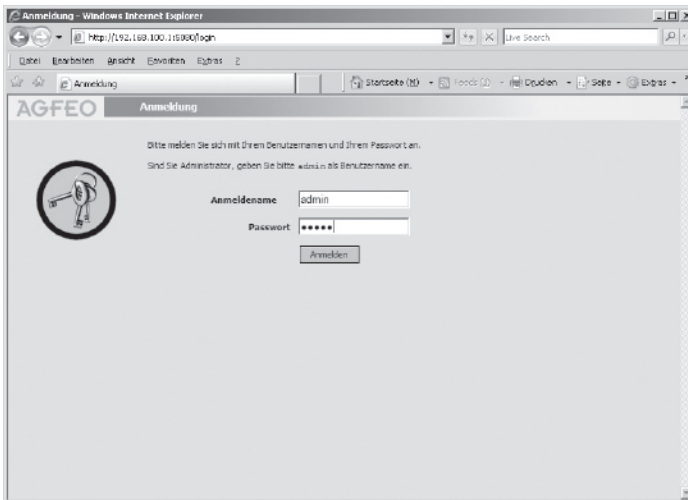 Anmeldung - Windows Internet Explorer
http://192.168.100.1:5080/login
Live Search
Datei Bearbeiten Ansicht Favoriten Extras ?
Anmeldung
Startseite (M) Feeds (J) Drucken Seite Extras
AGFEO Anmeldung
Bitte melden Sie sich mit Ihrem Benutzernamen und Ihrem Passwort an.
Sind Sie Administrator, geben Sie bitte admin als Benutzername ein.
Anmeldename admin
Passwort •••••
Anmelden